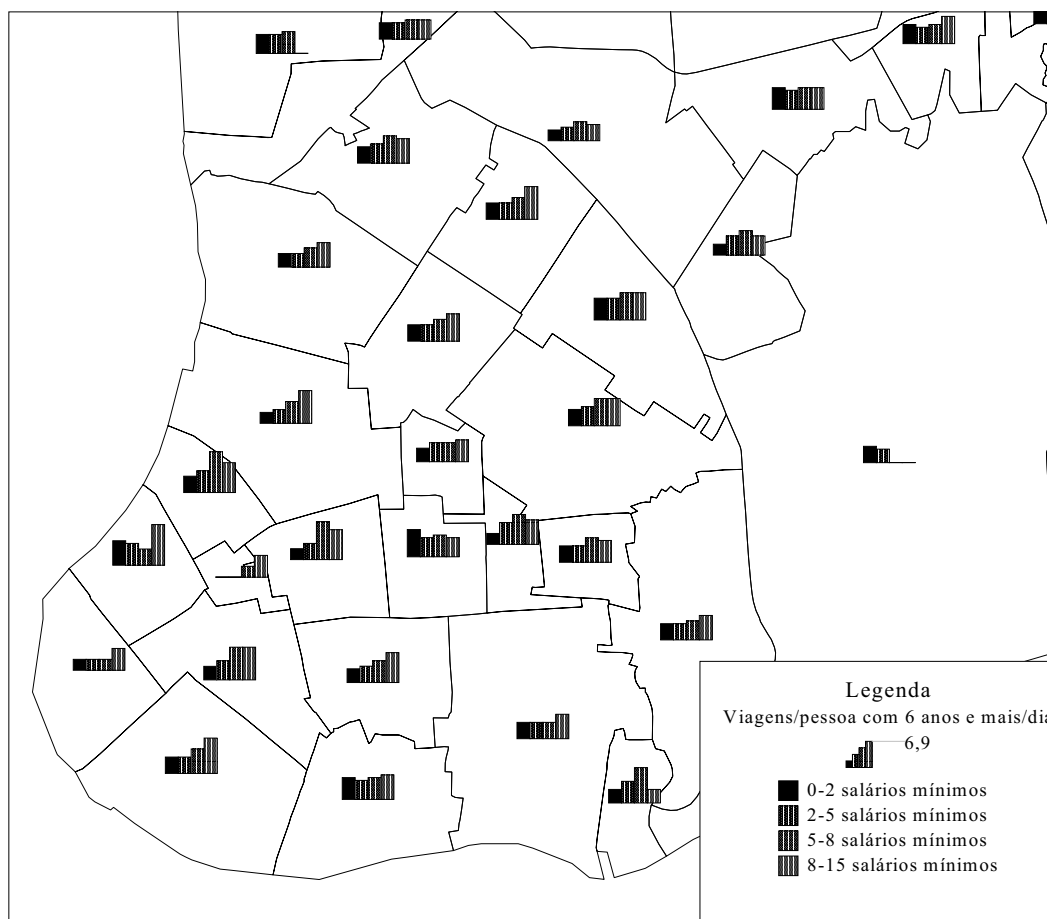 Legenda
Viagens/pessoa com 6 anos e mais/dia
6,9
0-2 salários mínimos
2-5 salários mínimos
5-8 salários mínimos
8-15 salários mínimos